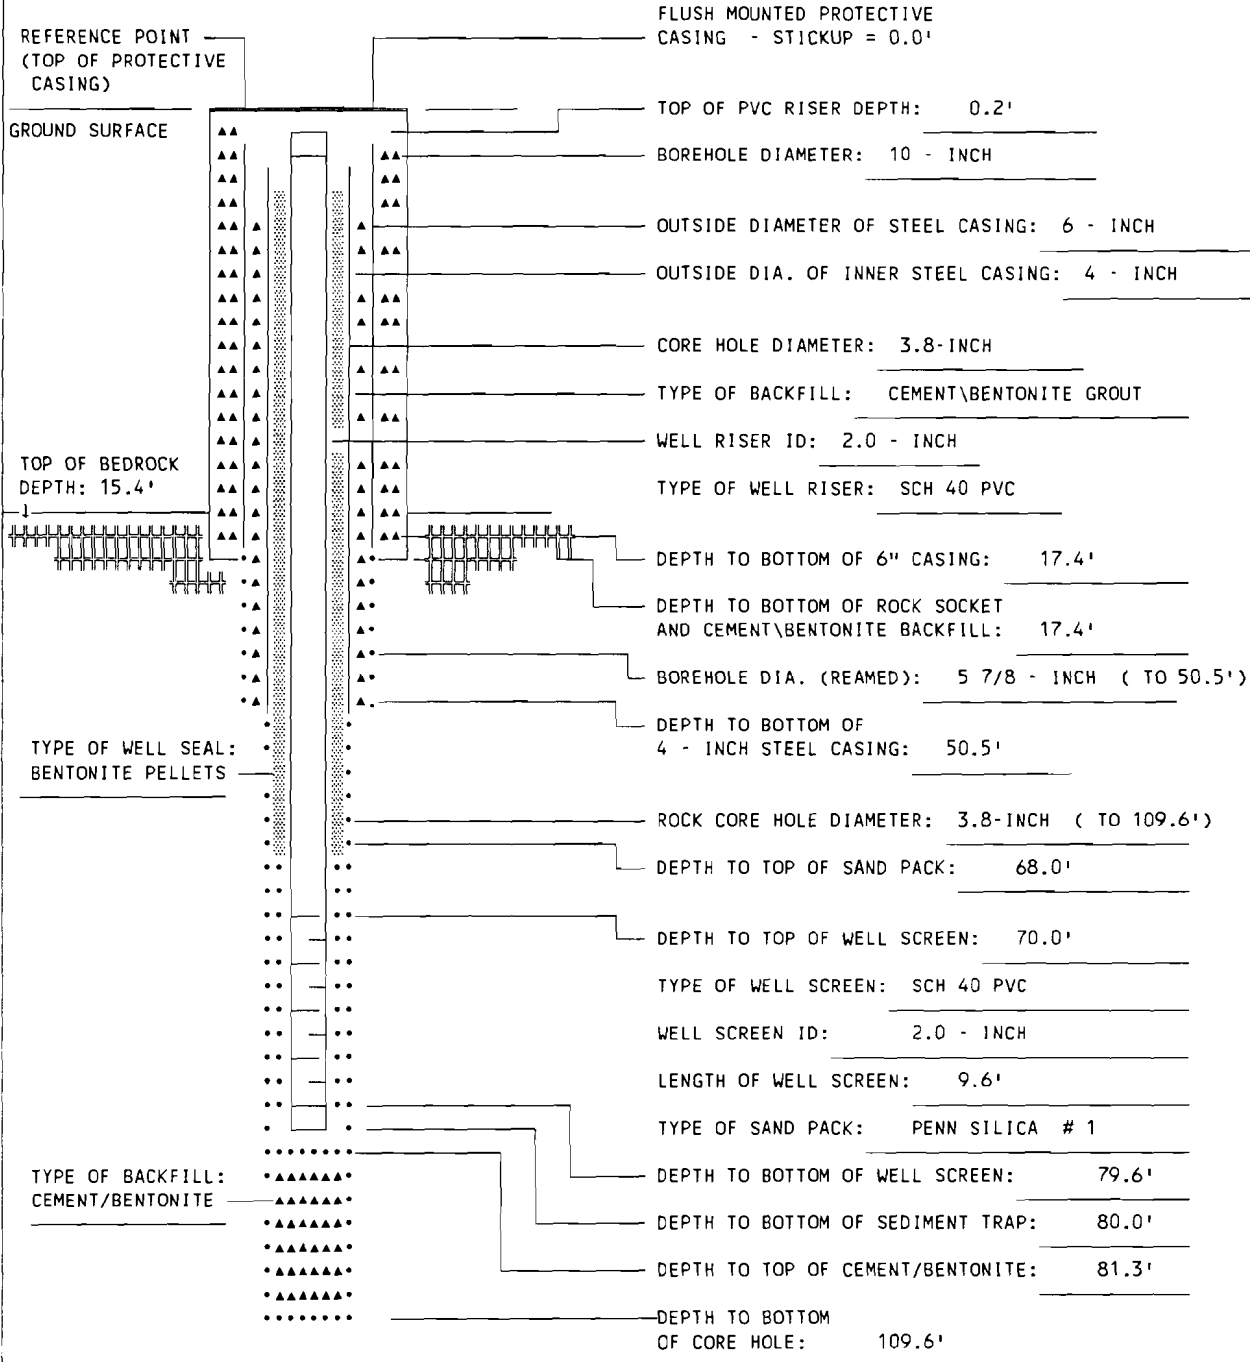 FLUSH MOUNTED PROTECTIVE
CASING - STICKUP = 0.0'
REFERENCE POINT
(TOP OF PROTECTIVE
CASING)
GROUND SURFACE
TOP OF PVC RISER DEPTH: 0.2'
BOREHOLE DIAMETER: 10 - INCH
OUTSIDE DIAMETER OF STEEL CASING: 6 - INCH
OUTSIDE DIA. OF INNER STEEL CASING: 4 - INCH
CORE HOLE DIAMETER: 3.8-INCH
TYPE OF BACKFILL: CEMENT\BENTONITE GROUT
WELL RISER ID: 2.0 - INCH
TOP OF BEDROCK
DEPTH: 15.4'
TYPE OF WELL RISER: SCH 40 PVC
DEPTH TO BOTTOM OF 6" CASING: 17.4'
DEPTH TO BOTTOM OF ROCK SOCKET
AND CEMENT\BENTONITE BACKFILL: 17.4'
BOREHOLE DIA. (REAMED): 5 7/8 - INCH ( TO 50.5')
DEPTH TO BOTTOM OF
4 - INCH STEEL CASING: 50.5'
TYPE OF WELL SEAL:
BENTONITE PELLETS
ROCK CORE HOLE DIAMETER: 3.8-INCH ( TO 109.6')
DEPTH TO TOP OF SAND PACK: 68.0'
DEPTH TO TOP OF WELL SCREEN: 70.0'
TYPE OF WELL SCREEN: SCH 40 PVC
WELL SCREEN ID: 2.0 - INCH
LENGTH OF WELL SCREEN: 9.6'
TYPE OF SAND PACK: PENN SILICA # 1
TYPE OF BACKFILL:
CEMENT/BENTONITE
DEPTH TO BOTTOM OF WELL SCREEN: 79.6'
DEPTH TO BOTTOM OF SEDIMENT TRAP: 80.0'
DEPTH TO TOP OF CEMENT/BENTONITE: 81.3'
DEPTH TO BOTTOM
OF CORE HOLE: 109.6'